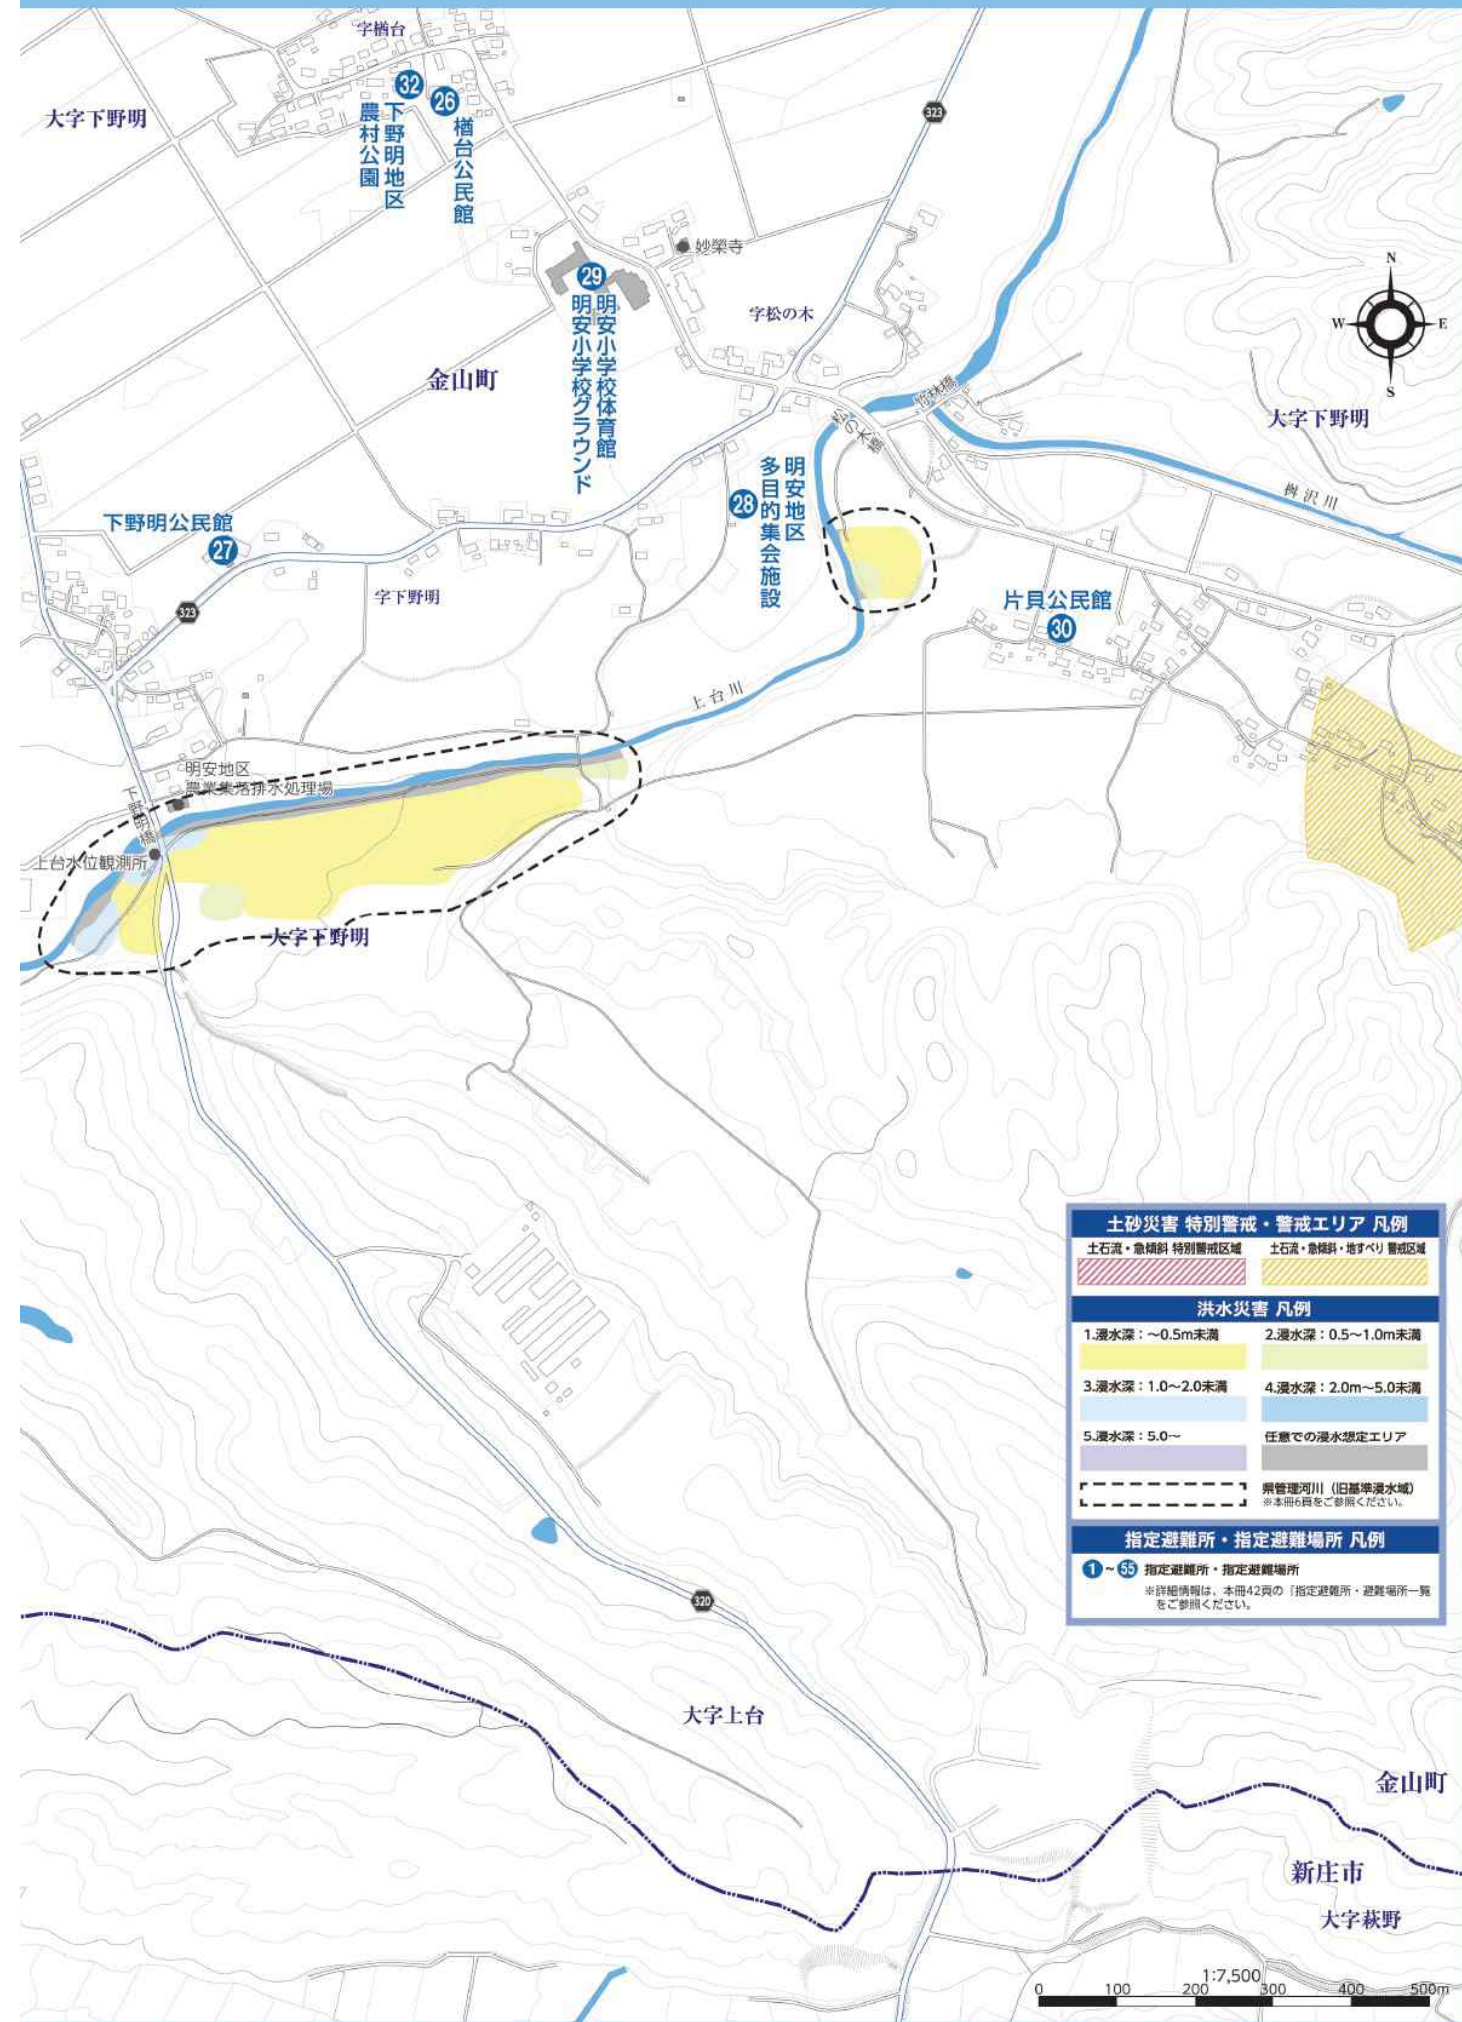 字楢台
大字下野明
32
下野明地区
農村公園
26
楢台公民館
323
妙榮寺
29
明安小学校体育館
明安小学校グラウンド
字松の木
N
W
E
S
金山町
大字下野明
竹林橋
松の木橋
桝沢川
明安地区
多目的集会施設
28
下野明公民館
27
323
字下野明
片貝公民館
30
上台川
明安地区
農業集落排水処理場
下野明橋
上台水位観測所
大字下野明
土砂災害 特別警戒・警戒エリア 凡例
土石流・急傾斜 特別警戒区域
土石流・急傾斜・地すべり 警戒区域
洪水災害 凡例
1.浸水深：～0.5m未満
2.浸水深：0.5～1.0m未満
3.浸水深：1.0～2.0未満
4.浸水深：2.0m～5.0未満
5.浸水深：5.0～
任意での浸水想定エリア
県管理河川（旧基準浸水域）
※本冊6頁をご参照ください。
指定避難所・指定避難場所 凡例
1～55 指定避難所・指定避難場所
※詳細情報は、本冊42頁の「指定避難所・避難場所一覧
をご参照ください。
320
大字上台
金山町
新庄市
大字萩野
1:7,500
0 100 200 300 400 500m